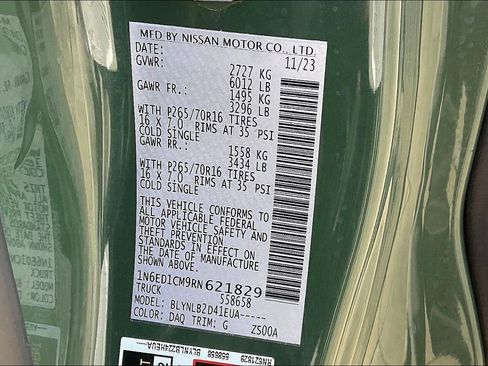 MFD BY NISSAN MOTOR CO., LTD.
DATE: 11/23
GVWR: 2727 KG
6012 LB
GAWR FR.: 1495 KG
3296 LB
WITH P265/70R16 TIRES
16 X 7.0 RIMS AT 35 PSI
COLD SINGLE
GAWR RR.: 1558 KG
3434 LB
WITH P265/70R16 TIRES
16 X 7.0 RIMS AT 35 PSI
COLD SINGLE
THIS VEHICLE CONFORMS TO
ALL APPLICABLE FEDERAL
MOTOR VEHICLE SAFETY AND
THEFT PREVENTION
STANDARDS IN EFFECT ON
THE DATE OF MANUFACTURE
SHOWN ABOVE.
1N6ED1CM9RN621829
TRUCK 558658
MODEL: BLYNLB2D41EUA-----
COLOR: DAQ TRIM: G ZS00A